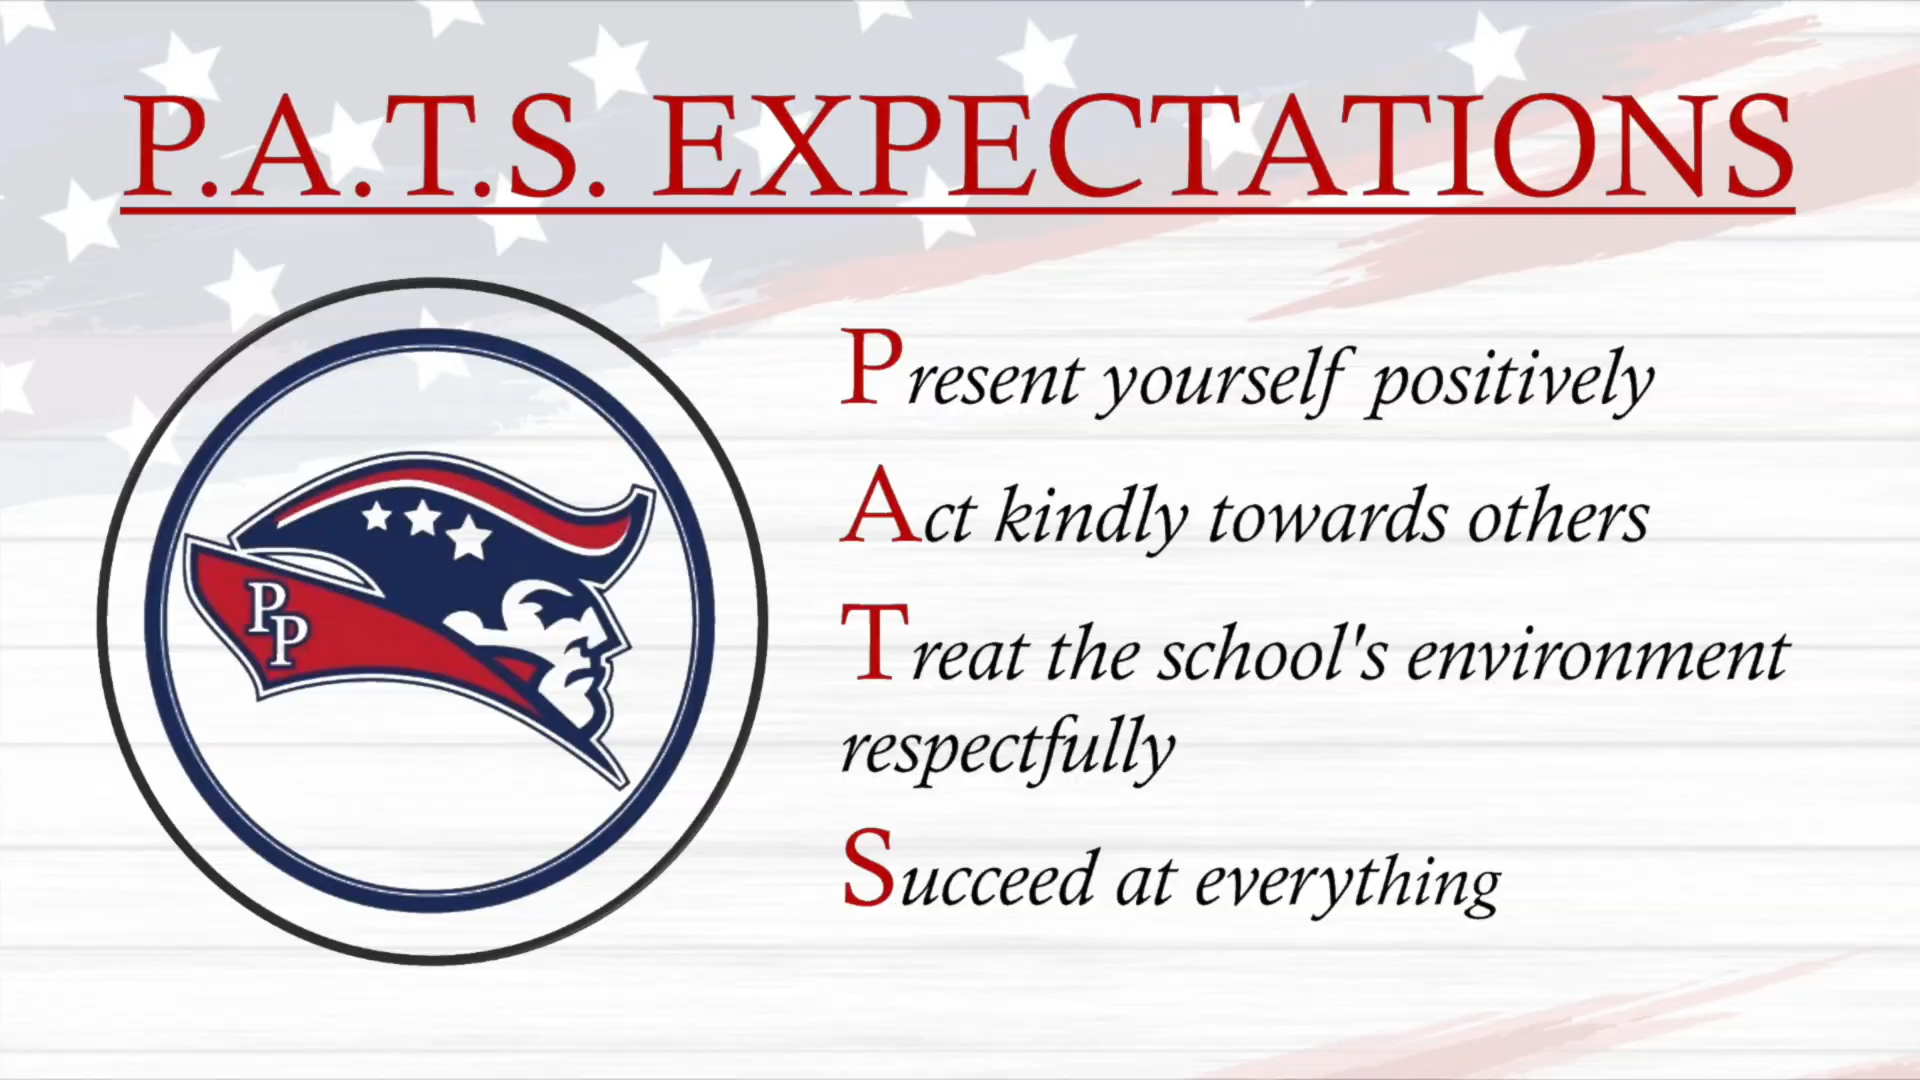 P.A.T.S. EXPECTATIONS
PP
Present yourself positively
Act kindly towards others
Treat the school's environment
respectfully
Succeed at everything